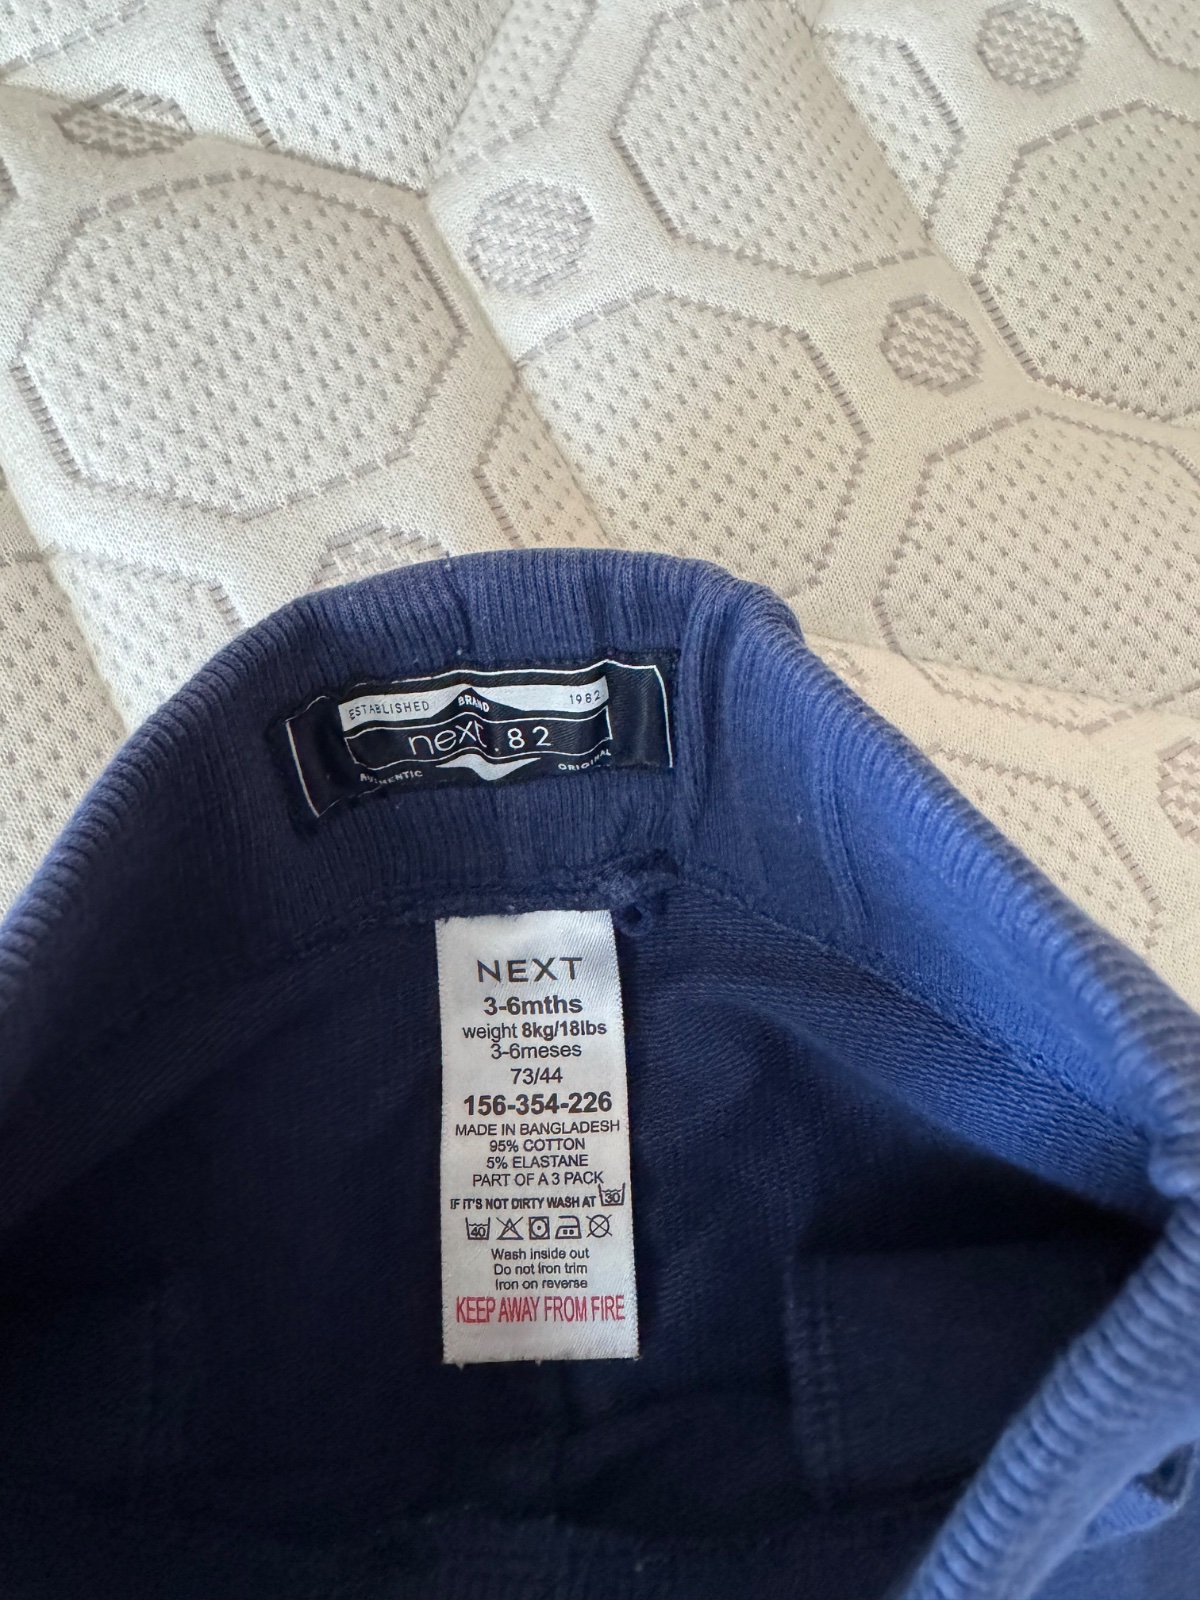 ESTABLISHED BRAND 1982
next.82
AUTHENTIC ORIGINAL
NEXT
3-6mths
weight 8kg/18lbs
3-6meses
73/44
156-354-226
MADE IN BANGLADESH
95% COTTON
5% ELASTANE
PART OF A 3 PACK
IF IT'S NOT DIRTY WASH AT 30
40
Wash inside out
Do not iron trim
Iron on reverse
KEEP AWAY FROM FIRE